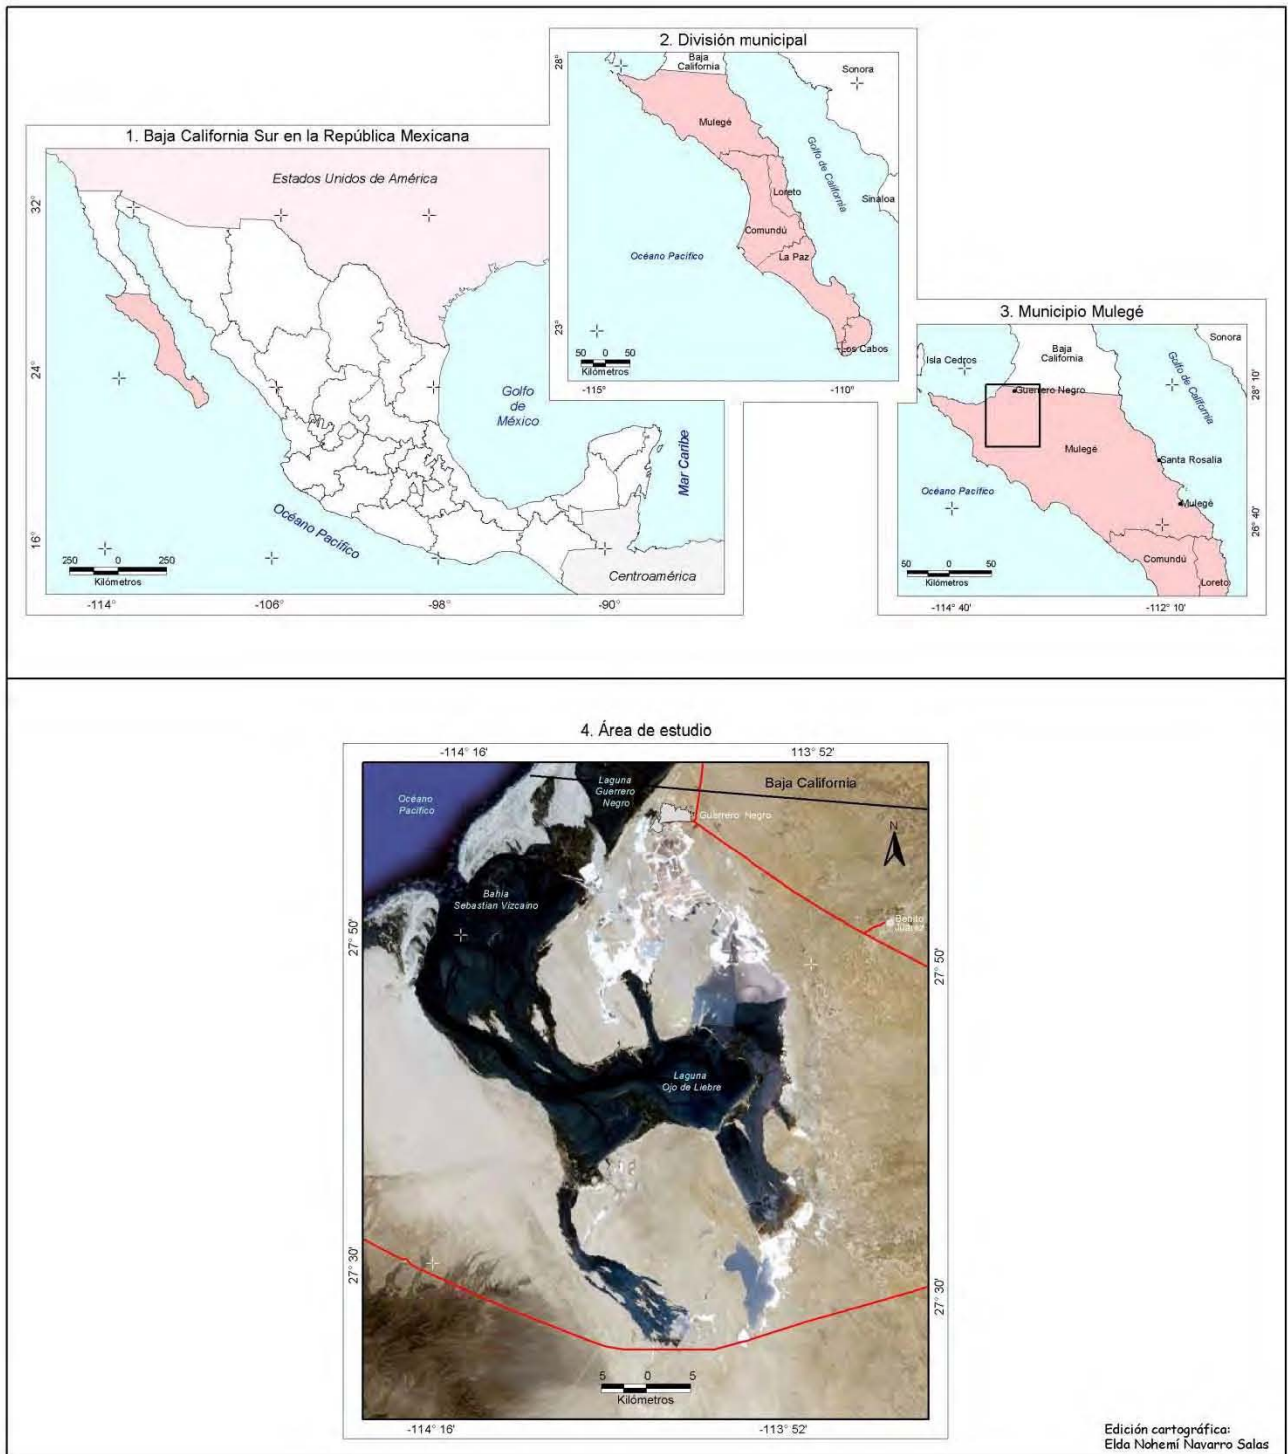 1. Baja California Sur en la República Mexicana
Estados Unidos de América
Golfo
de
México
Mar Caribe
Océano Pacífico
Centroamérica
32°
24°
16°
250 0 250
Kilómetros
-114°
-106°
-98°
-90°
2. División municipal
28°
Baja
California
Sonora
Mulegé
Golfo de California
Loreto
Sinaloa
Comundú
La Paz
Océano Pacífico
23°
50 0 50
Kilómetros
Los Cabos
-115°
-110°
3. Municipio Mulegé
Sonora
Isla Cedros
Baja
California
Golfo de California
28° 10'
Guerrero Negro
Mulegé
Santa Rosalia
Océano Pacífico
Mulegé
26° 40'
Comundú
50 0 50
Kilómetros
Loreto
-114° 40'
-112° 10'
4. Área de estudio
-114° 16'
113° 52'
Océano
Pacífico
Laguna
Guerrero
Negro
Baja California
Guerrero Negro
N
Bahia
Sebastian Vizcaino
Benito
Juárez
27° 50'
27° 50'
Laguna
Ojo de Liebre
27° 30'
27° 30'
5 0 5
Kilómetros
-114° 16'
-113° 52'
Edición cartográfica:
Elda Nohemí Navarro Salas